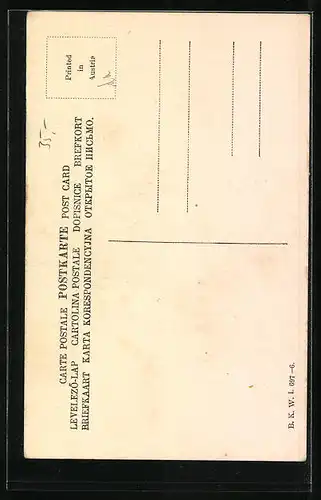 CARTE POSTALE POSTKARTE POST CARD
LEVELEZŐ-LAP CARTOLINA POSTALE DOPISNICE BREFKORT
BRIEFKAART KARTA KORESPONDENCYJNA ОТКРЫТОЕ ПИСЬМО.
Printed
in
Austria
35,-
B. K. W. I. 697-6.